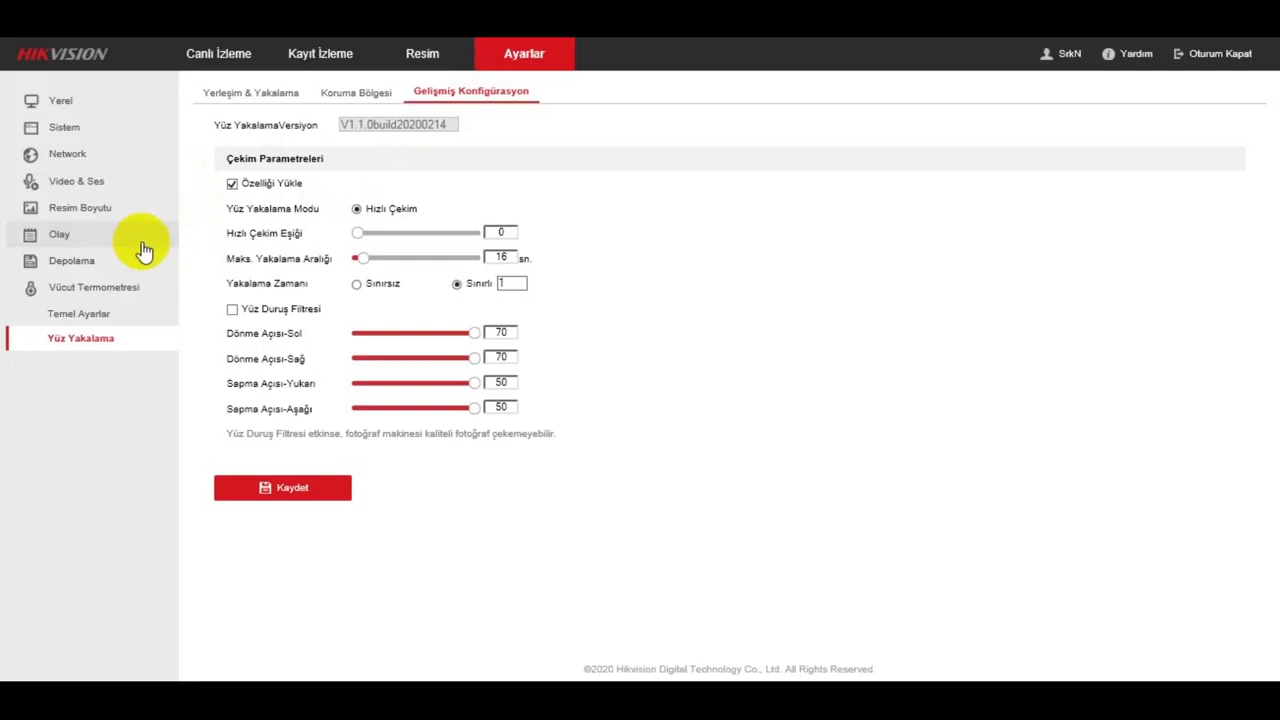 HIKVISION Canlı İzleme Kayıt İzleme Resim Ayarlar SrkN Yardım Oturum Kapat
Yerel
Sistem
Network
Video & Ses
Resim Boyutu
Olay
Depolama
Vücut Termometresi
Temel Ayarlar
Yüz Yakalama
Yerleşim & Yakalama Koruma Bölgesi Gelişmiş Konfigürasyon
Yüz YakalamaVersiyon V1.1.0build20200214
Çekim Parametreleri
Özelliği Yükle
Yüz Yakalama Modu Hızlı Çekim
Hızlı Çekim Eşiği 0
Maks. Yakalama Aralığı 16 sn.
Yakalama Zamanı Sınırsız Sınırlı 1
Yüz Duruş Filtresi
Dönme Açısı-Sol 70
Dönme Açısı-Sağ 70
Sapma Açısı-Yukarı 50
Sapma Açısı-Aşağı 50
Yüz Duruş Filtresi etkinse, fotoğraf makinesi kaliteli fotoğraf çekemeyebilir.
Kaydet
©2020 Hikvision Digital Technology Co., Ltd. All Rights Reserved.